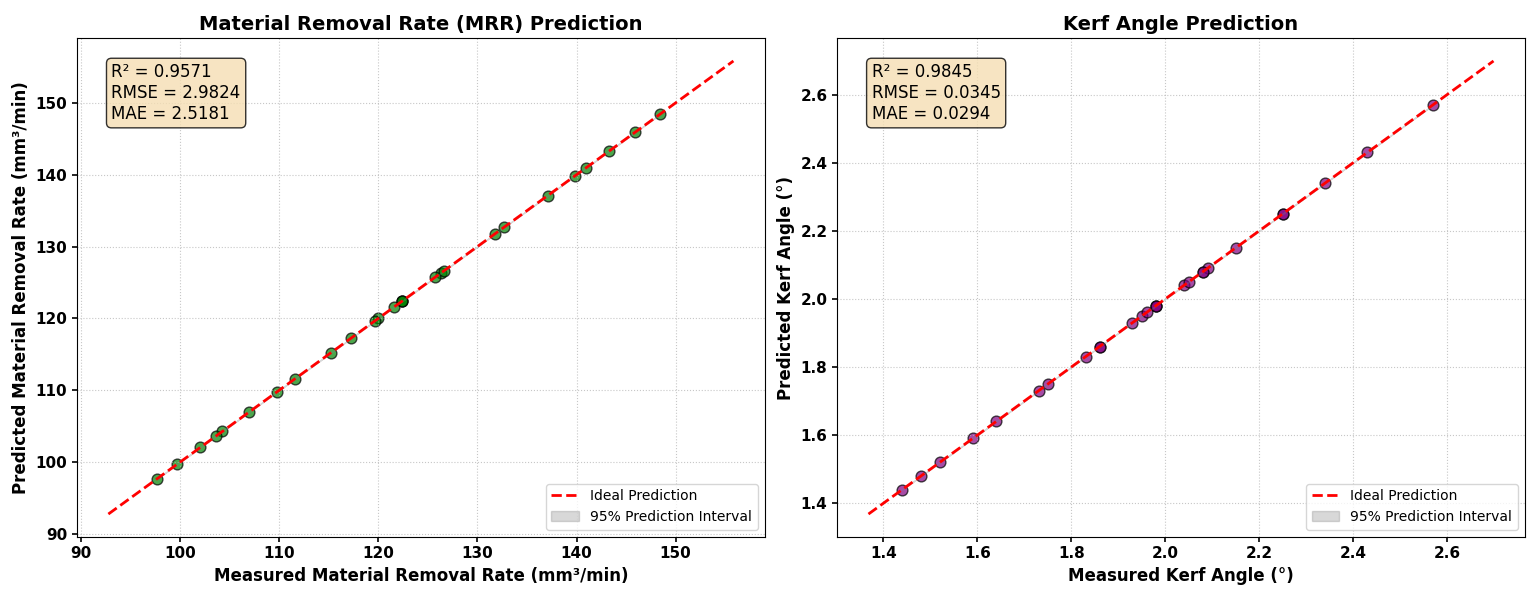 Material Removal Rate (MRR) Prediction
R² = 0.9571
RMSE = 2.9824
MAE = 2.5181
Predicted Material Removal Rate (mm³/min)
150
140
130
120
110
100
90
90 100 110 120 130 140 150
Measured Material Removal Rate (mm³/min)
Ideal Prediction
95% Prediction Interval
Kerf Angle Prediction
R² = 0.9845
RMSE = 0.0345
MAE = 0.0294
Predicted Kerf Angle (°)
2.6
2.4
2.2
2.0
1.8
1.6
1.4
1.4 1.6 1.8 2.0 2.2 2.4 2.6
Measured Kerf Angle (°)
Ideal Prediction
95% Prediction Interval